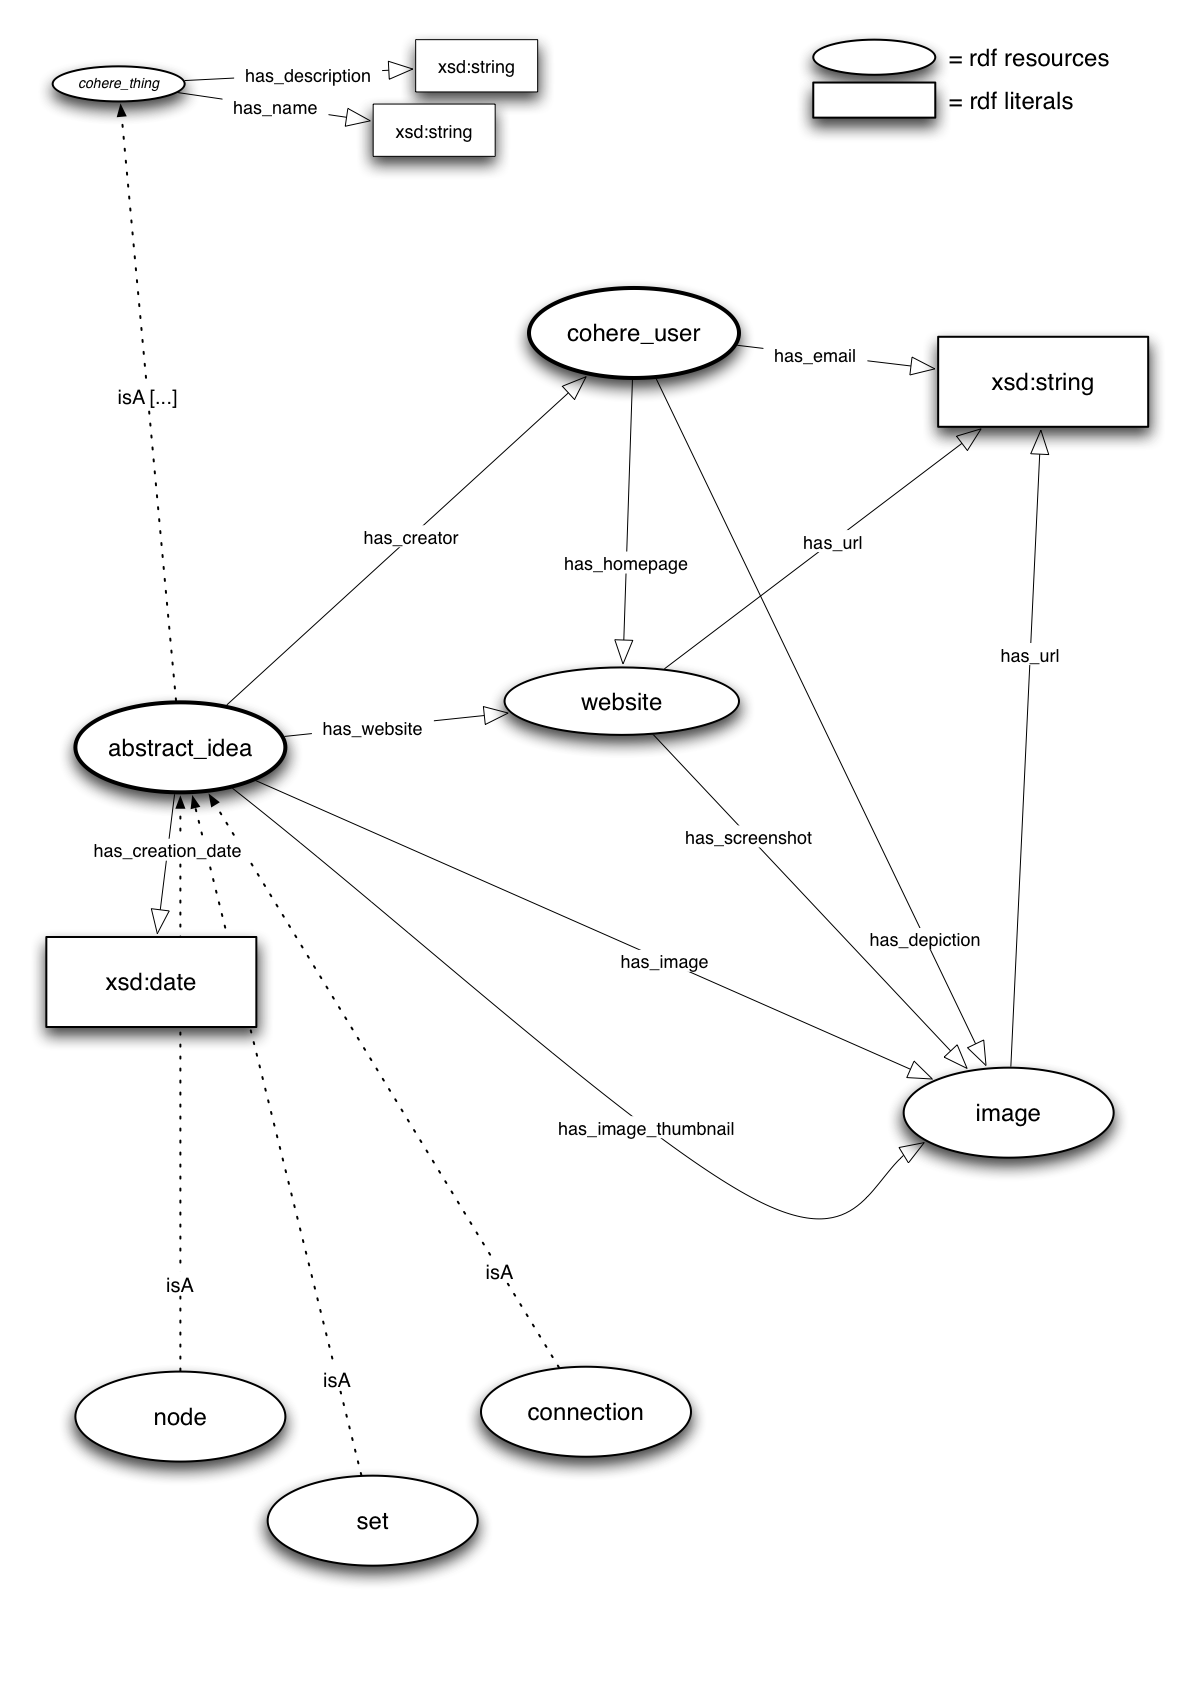 cohere_thing
has_description
xsd:string
has_name
xsd:string
= rdf resources
= rdf literals
cohere_user
has_email
xsd:string
isA [...]
has_creator
has_homepage
has_url
has_url
website
abstract_idea
has_website
has_screenshot
has_creation_date
has_depiction
has_image
xsd:date
image
has_image_thumbnail
isA
isA
isA
node
connection
set